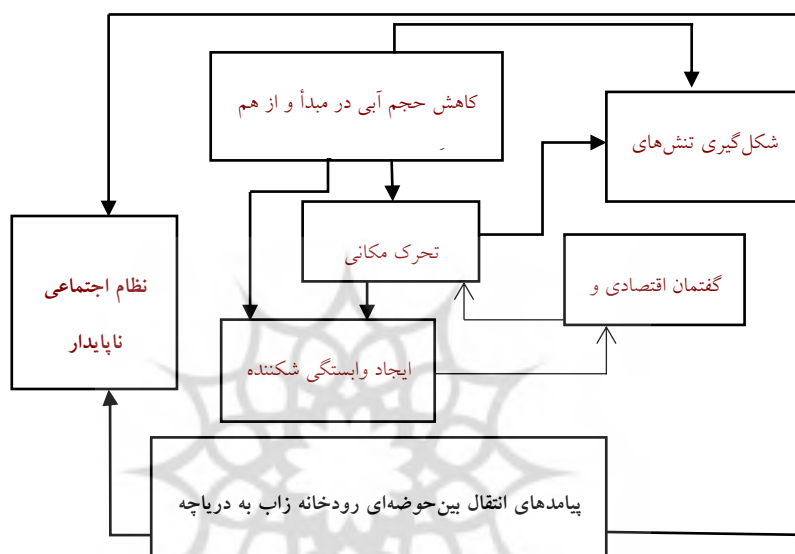 کاهش حجم آبی در مبدأ و از هم
شکل‌گیری تنش‌های
تحرک مکانی
گفتمان اقتصادی و
نظام اجتماعی
ناپایدار
ایجاد وابستگی شکننده
پیامدهای انتقال بین‌حوضه‌ای رودخانه زاب به دریاچه